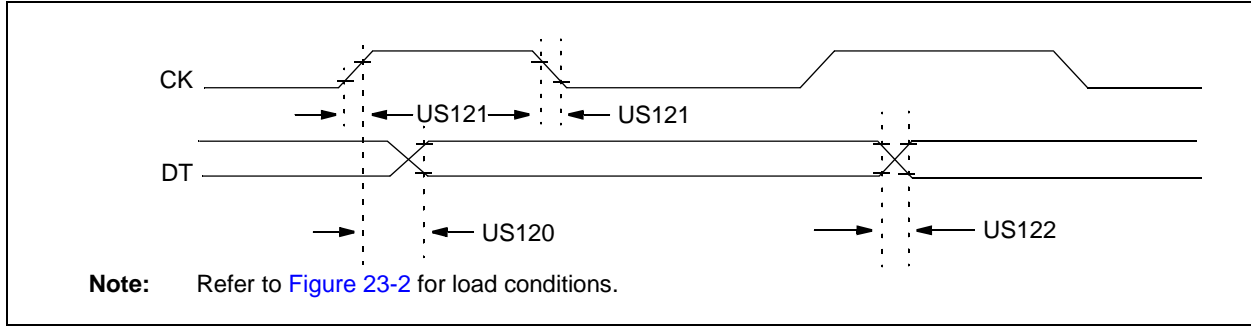 CK
US121 US121
DT
US120 US122
Note: Refer to Figure 23-2 for load conditions.